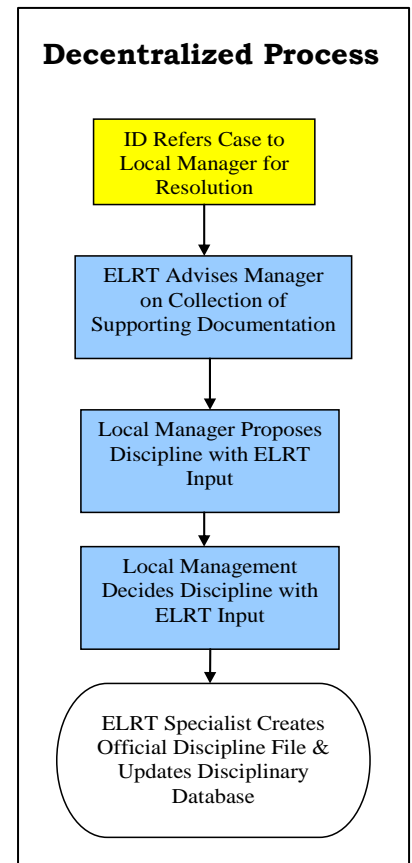 Decentralized Process
ID Refers Case to
Local Manager for
Resolution
ELRT Advises Manager
on Collection of
Supporting Documentation
Local Manager Proposes
Discipline with ELRT
Input
Local Management
Decides Discipline with
ELRT Input
ELRT Specialist Creates
Official Discipline File &
Updates Disciplinary
Database